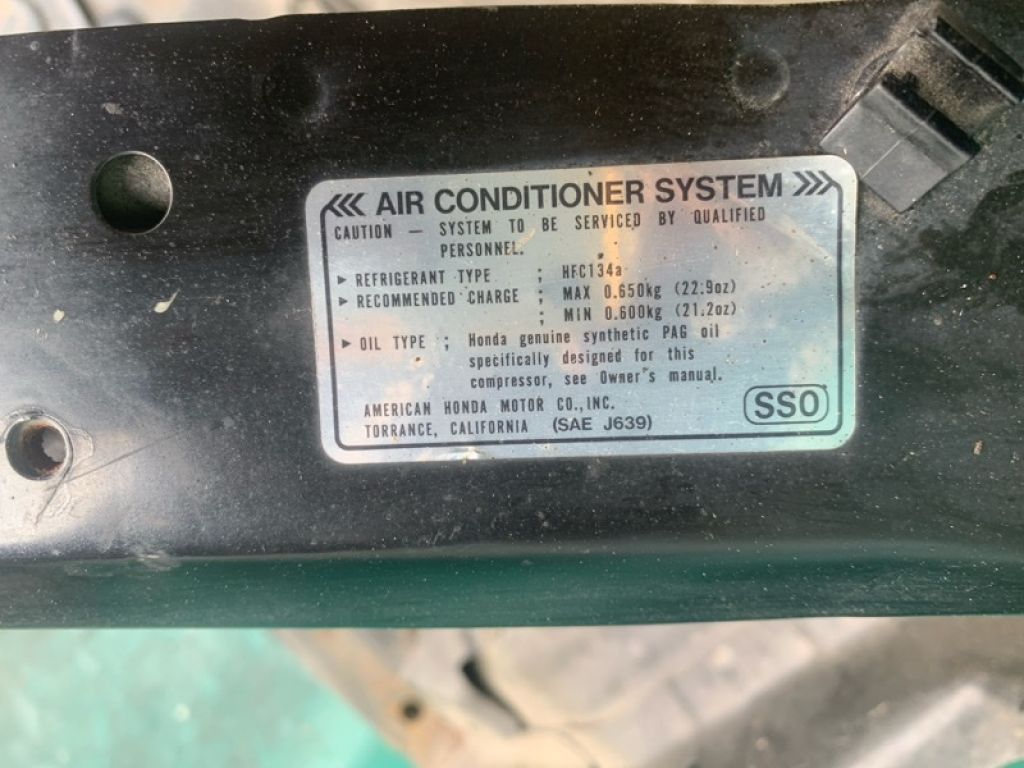 AIR CONDITIONER SYSTEM
CAUTION — SYSTEM TO BE SERVICED BY QUALIFIED
PERSONNEL.
▶ REFRIGERANT TYPE ; HFC134a
▶ RECOMMENDED CHARGE ; MAX 0.650kg (22.9oz)
; MIN 0.600kg (21.2oz)
▶ OIL TYPE ; Honda genuine synthetic PAG oil
specifically designed for this
compressor, see Owner's manual.
AMERICAN HONDA MOTOR CO., INC.
TORRANCE, CALIFORNIA (SAE J639)
SS0